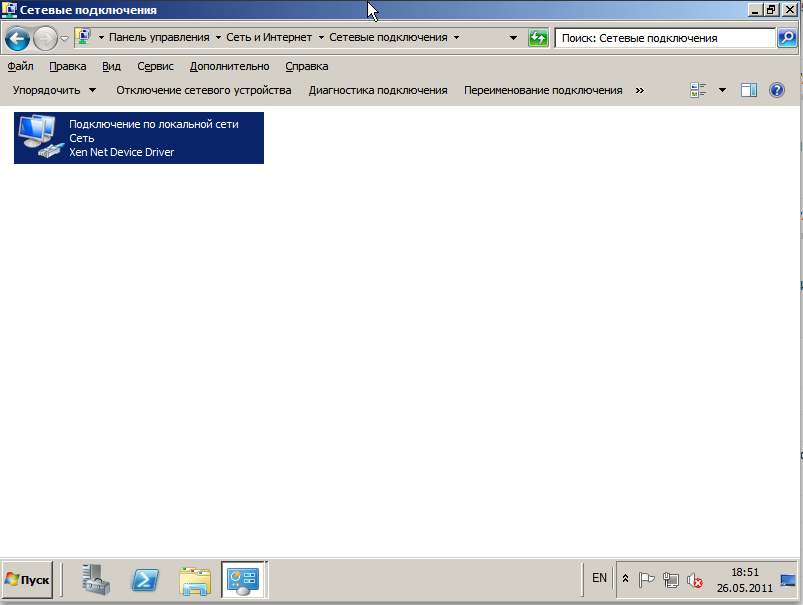 Сетевые подключения
Панель управления Сеть и Интернет Сетевые подключения Поиск: Сетевые подключения
Файл Правка Вид Сервис Дополнительно Справка
Упорядочить Отключение сетевого устройства Диагностика подключения Переименование подключения »
Подключение по локальной сети
Сеть
Xen Net Device Driver
Пуск EN 18:51
26.05.2011